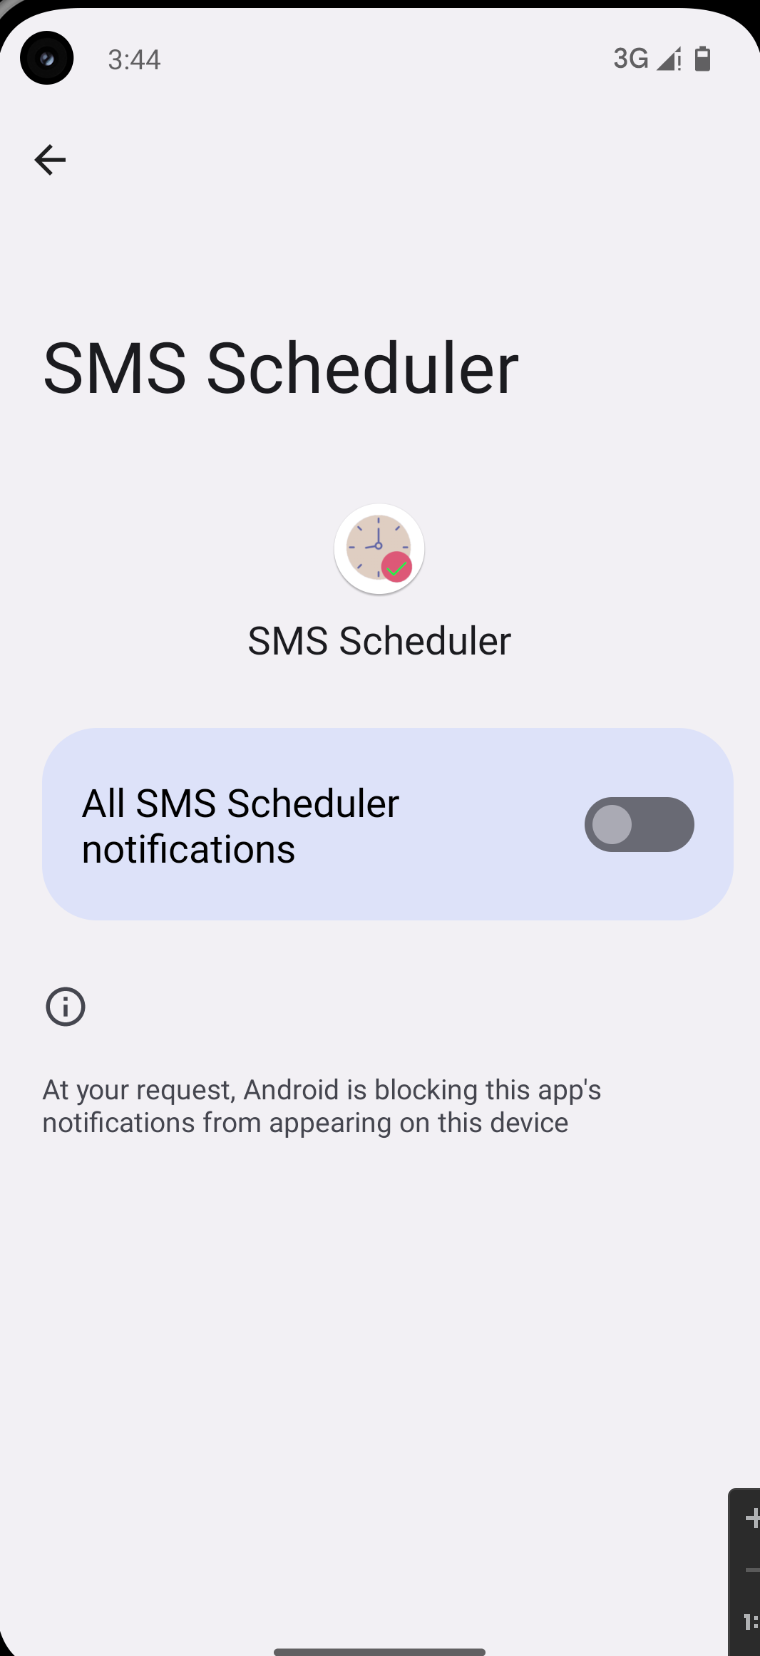 3:44
3G
SMS Scheduler
SMS Scheduler
All SMS Scheduler
notifications
At your request, Android is blocking this app's
notifications from appearing on this device
1: